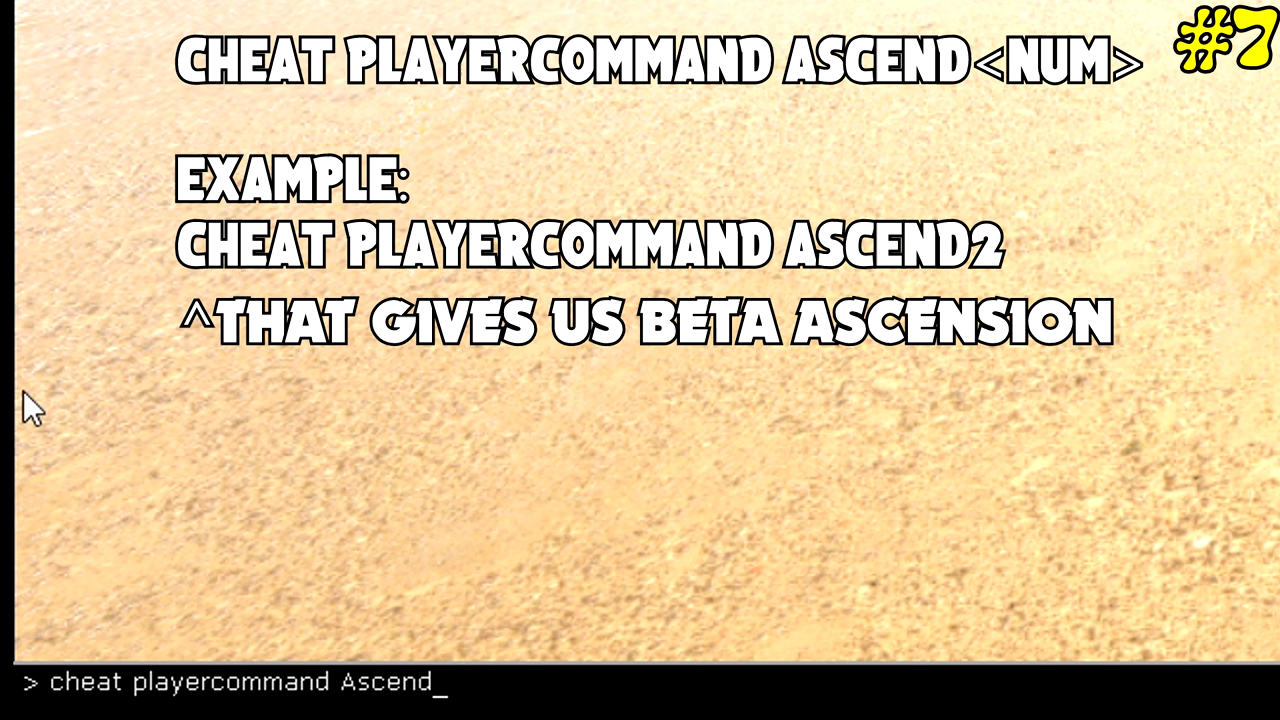 CHEAT PLAYERCOMMAND ASCEND<NUM>
#7
EXAMPLE:
CHEAT PLAYERCOMMAND ASCEND2
^THAT GIVES US BETA ASCENSION
> cheat playercommand Ascend_